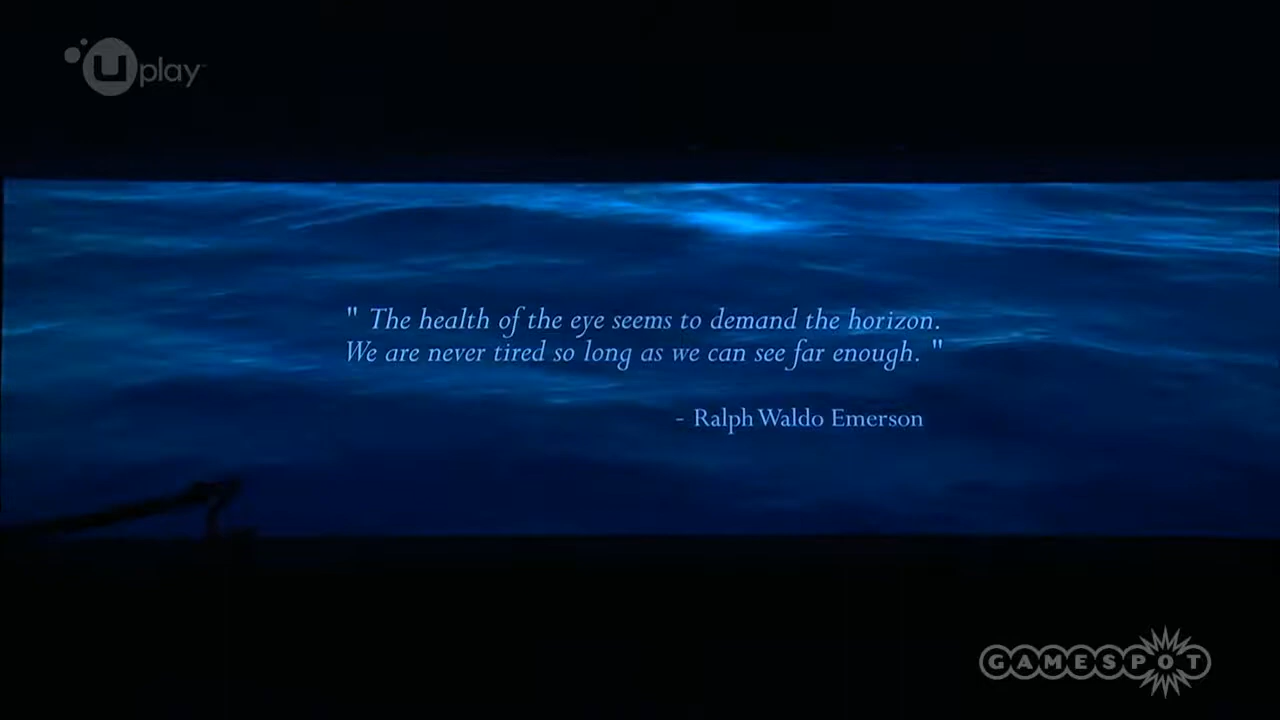 Uplay™
" The health of the eye seems to demand the horizon.
We are never tired so long as we can see far enough. "
- Ralph Waldo Emerson
GAMESPOT